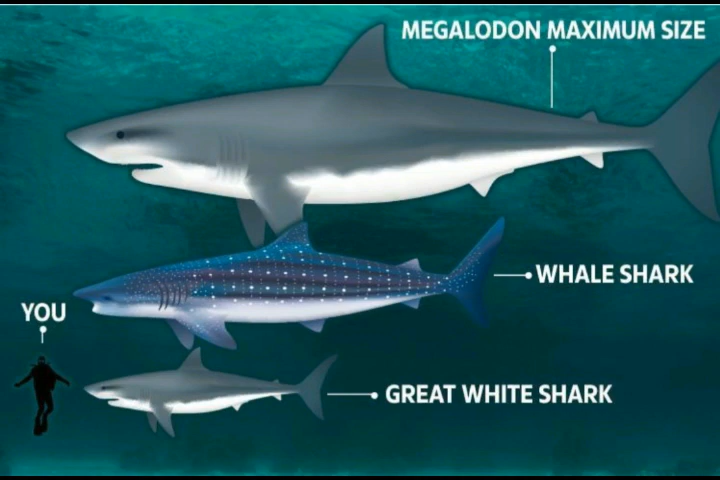 MEGALODON MAXIMUM SIZE
WHALE SHARK
YOU
GREAT WHITE SHARK